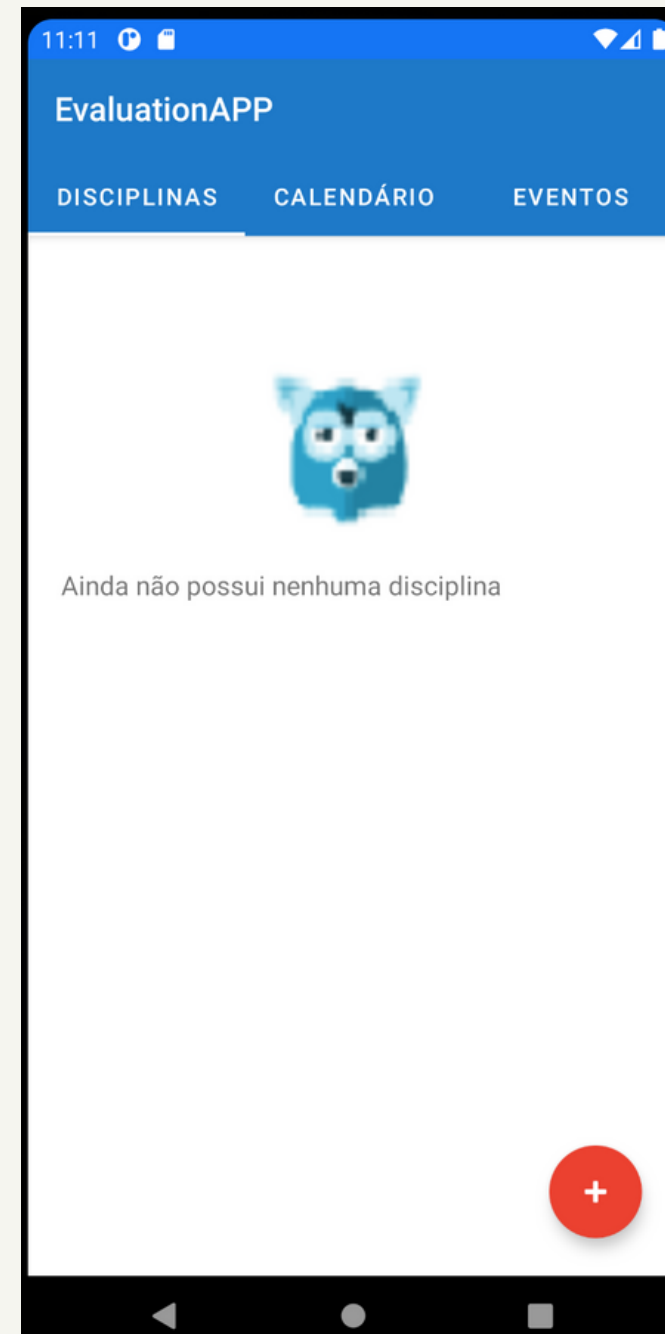 11:11
EvaluationAPP
DISCIPLINAS CALENDÁRIO EVENTOS
Ainda não possui nenhuma disciplina
+